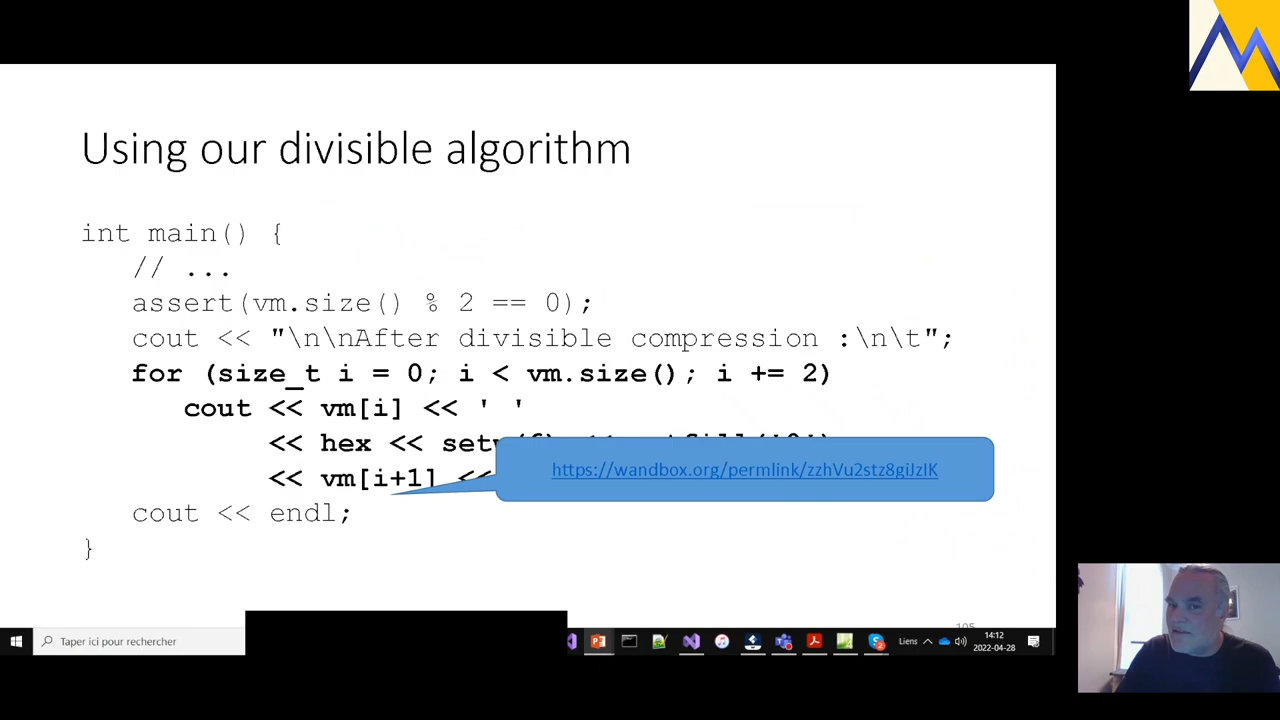 Using our divisible algorithm
int main() {
// ...
assert(vm.size() % 2 == 0);
cout << "\n\nAfter divisible compression :\n\t";
for (size_t i = 0; i < vm.size(); i += 2)
cout << vm[i] << ' '
<< hex <<
https://wandbox.org/permlink/zzhVu2stz8giJzIK
<< vm[i+1] <<
cout << endl;
}
105
Taper ici pour rechercher
Liens
14:12
2022-04-28